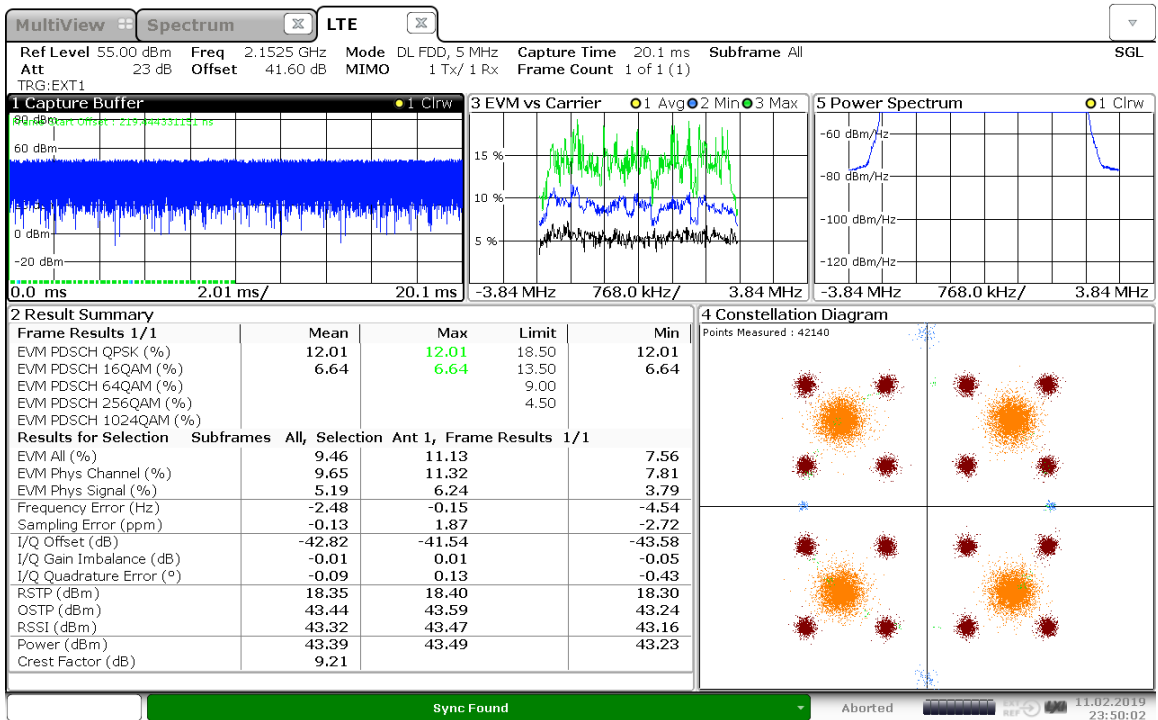 MultiView Spectrum LTE
Ref Level 55.00 dBm Freq 2.1525 GHz Mode DL FDD, 5 MHz Capture Time 20.1 ms Subframe All SGL
Att 23 dB Offset 41.60 dB MIMO 1 Tx/ 1 Rx Frame Count 1 of 1 (1)
TRG:EXT1
1 Capture Buffer 1 Clrw
80 dBm
Frame Start Offset : 219.644331151 ns
60 dBm
0 dBm
-20 dBm
0.0 ms 2.01 ms/ 20.1 ms
3 EVM vs Carrier 1 Avg 2 Min 3 Max
15 %
10 %
5 %
-3.84 MHz 768.0 kHz/ 3.84 MHz
5 Power Spectrum 1 Clrw
-60 dBm/Hz
-80 dBm/Hz
-100 dBm/Hz
-120 dBm/Hz
-3.84 MHz 768.0 kHz/ 3.84 MHz
2 Result Summary
Frame Results 1/1 Mean Max Limit Min
EVM PDSCH QPSK (%) 12.01 12.01 18.50 12.01
EVM PDSCH 16QAM (%) 6.64 6.64 13.50 6.64
EVM PDSCH 64QAM (%) 9.00
EVM PDSCH 256QAM (%) 4.50
EVM PDSCH 1024QAM (%)
Results for Selection Subframes All, Selection Ant 1, Frame Results 1/1
EVM All (%) 9.46 11.13 7.56
EVM Phys Channel (%) 9.65 11.32 7.81
EVM Phys Signal (%) 5.19 6.24 3.79
Frequency Error (Hz) -2.48 -0.15 -4.54
Sampling Error (ppm) -0.13 1.87 -2.72
I/Q Offset (dB) -42.82 -41.54 -43.58
I/Q Gain Imbalance (dB) -0.01 0.01 -0.05
I/Q Quadrature Error (º) -0.09 0.13 -0.43
RSTP (dBm) 18.35 18.40 18.30
OSTP (dBm) 43.44 43.59 43.24
RSSI (dBm) 43.32 43.47 43.16
Power (dBm) 43.39 43.49 43.23
Crest Factor (dB) 9.21
4 Constellation Diagram
Points Measured : 42140
Sync Found
Aborted
EXT
REF
11.02.2019
23:50:02